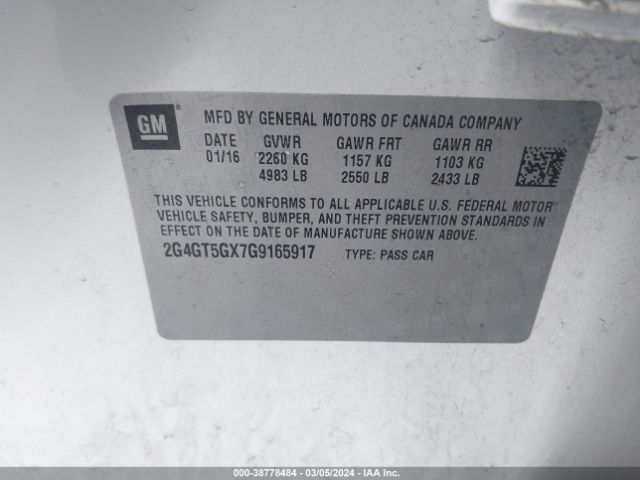 GM
MFD BY GENERAL MOTORS OF CANADA COMPANY
DATE GVWR GAWR FRT GAWR RR
01/16 2260 KG 1157 KG 1103 KG
4983 LB 2550 LB 2433 LB
THIS VEHICLE CONFORMS TO ALL APPLICABLE U.S. FEDERAL MOTOR
VEHICLE SAFETY, BUMPER, AND THEFT PREVENTION STANDARDS IN
EFFECT ON THE DATE OF MANUFACTURE SHOWN ABOVE.
2G4GT5GX7G9165917 TYPE: PASS CAR
000-38778484 - 03/05/2024 - IAA Inc.